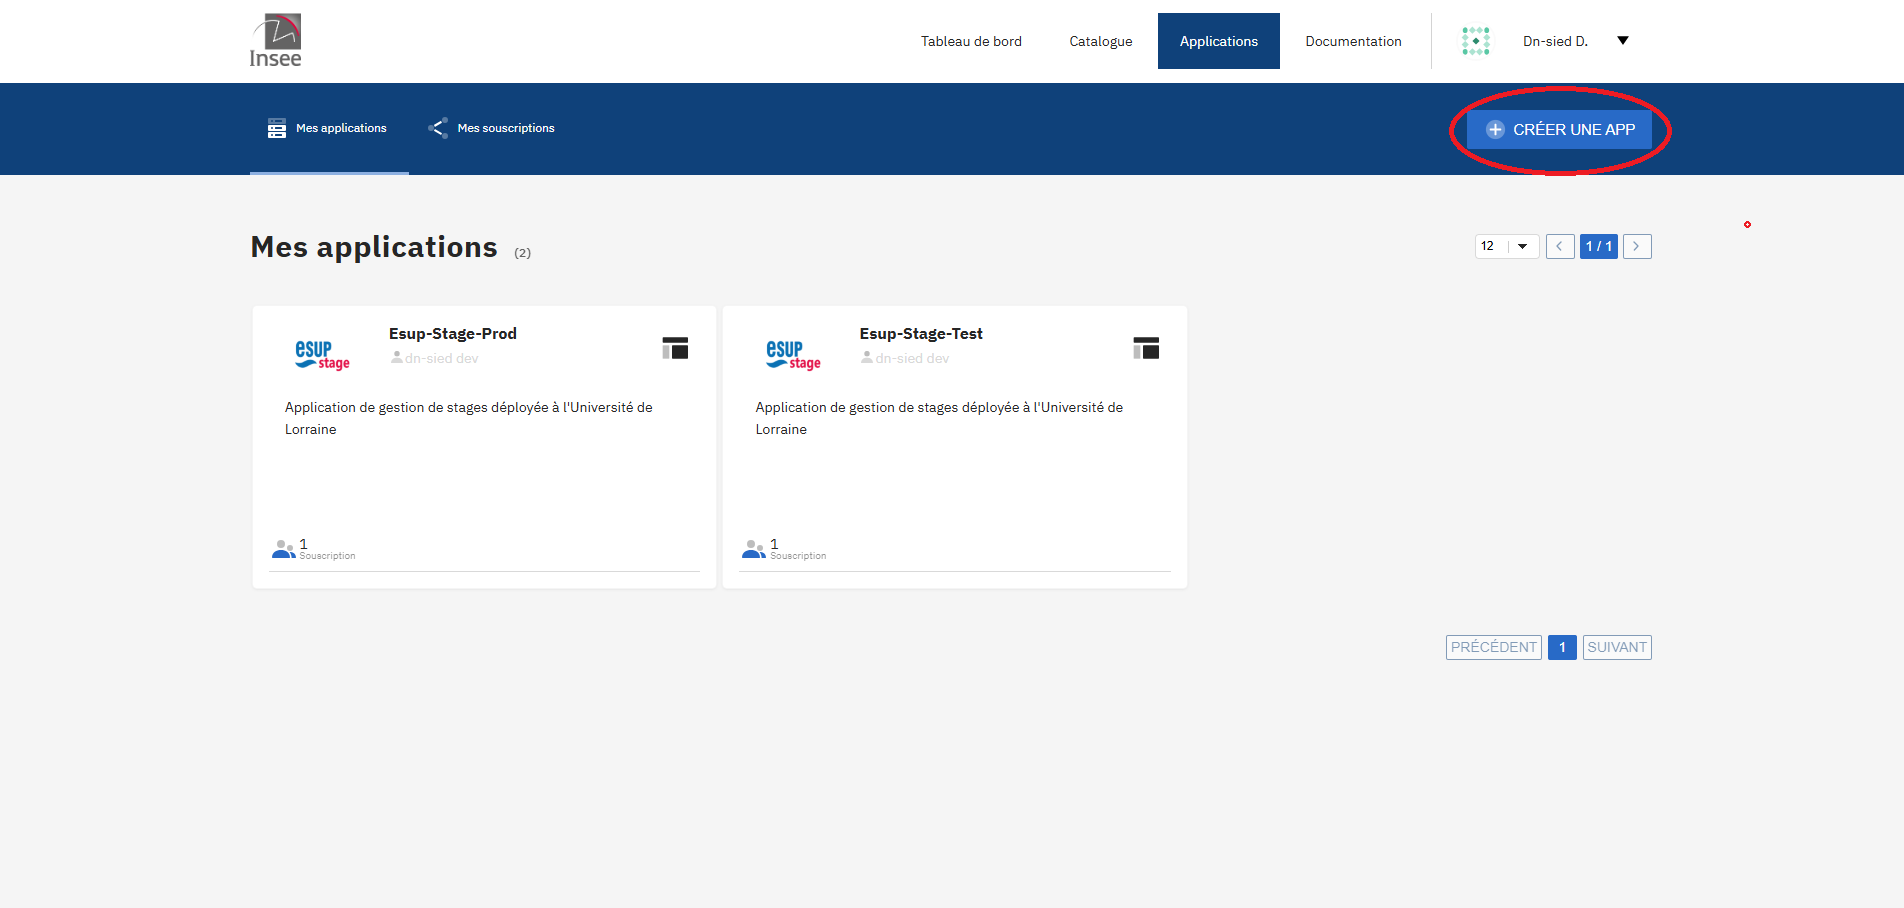 Insee
Tableau de bord
Catalogue
Applications
Documentation
Dn-sied D.
Mes applications
Mes souscriptions
CRÉER UNE APP
Mes applications (2)
12
1 / 1
esup stage
Esup-Stage-Prod
dn-sied dev
Application de gestion de stages déployée à l'Université de
Lorraine
1
Souscription
esup stage
Esup-Stage-Test
dn-sied dev
Application de gestion de stages déployée à l'Université de
Lorraine
1
Souscription
PRÉCÉDENT
1
SUIVANT